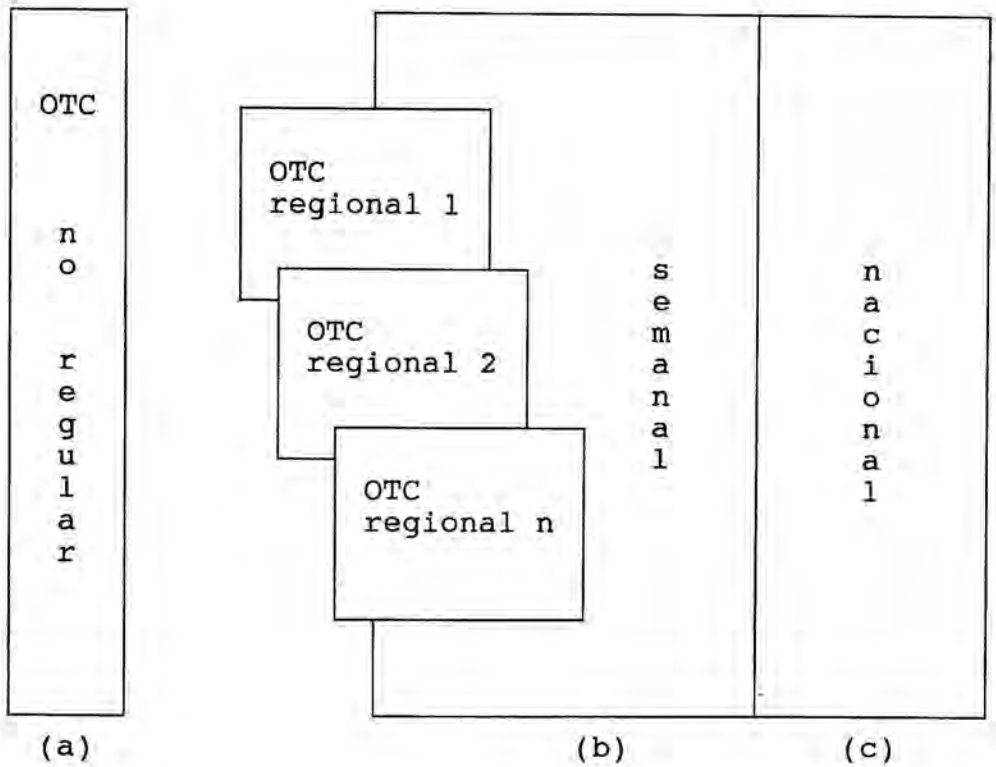 OTC
no
regular
OTC
regional 1
OTC
regional 2
OTC
regional n
semanal
nacional
(a)
(b)
(c)